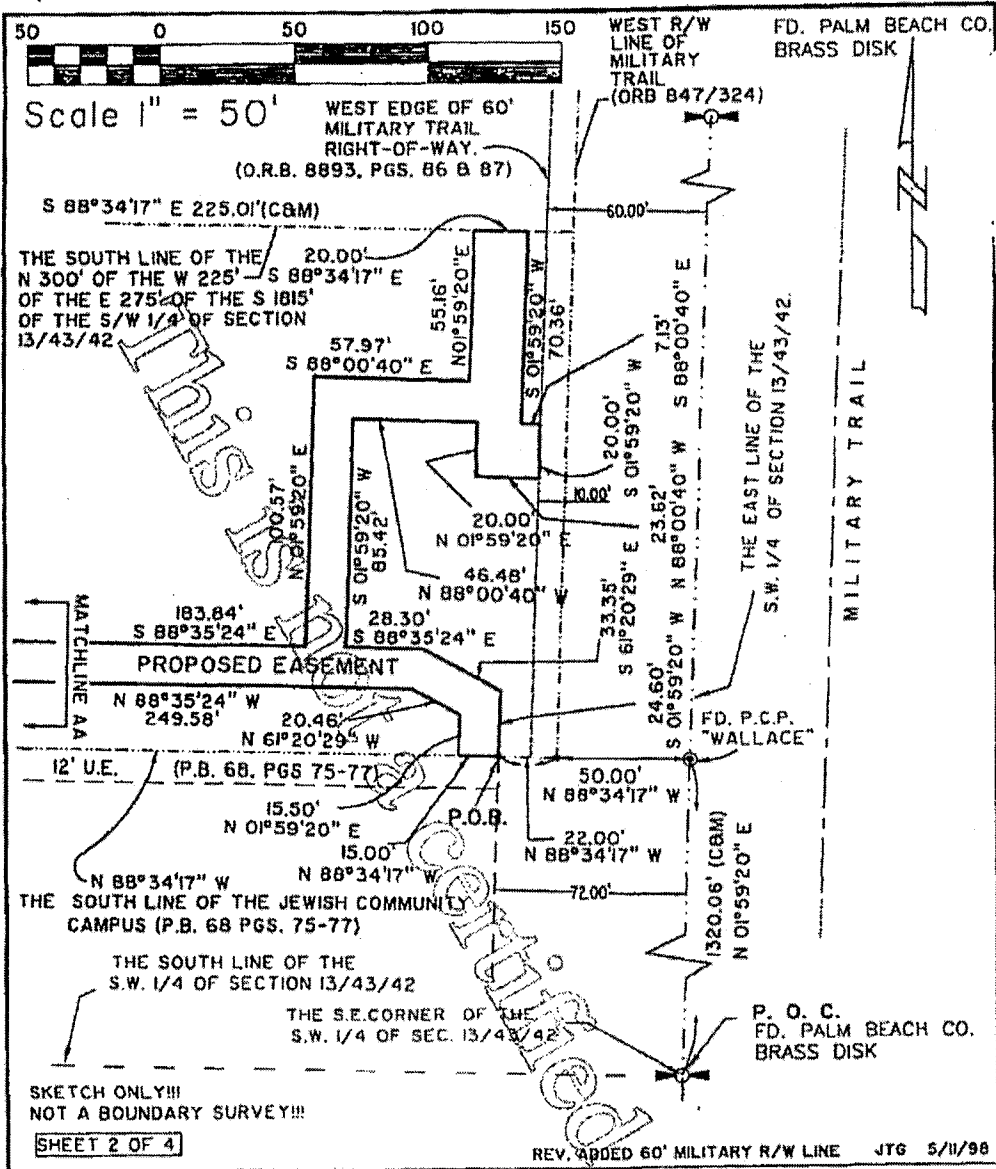 50 0 50 100 150
Scale 1" = 50'
WEST R/W
LINE OF
MILITARY
TRAIL
(ORB 847/324)
FD. PALM BEACH CO.
BRASS DISK
WEST EDGE OF 60'
MILITARY TRAIL
RIGHT-OF-WAY.
(O.R.B. 8893, PGS. 86 & 87)
60.00'
S 88°34'17" E 225.01'(C&M)
THE SOUTH LINE OF THE
N 300' OF THE W 225'
OF THE E 275' OF THE S 1815'
OF THE S/W 1/4 OF SECTION
13/43/42
20.00'
S 88°34'17" E
55.16'
N01°59'20"E
S 01°59'20" W
70.36'
57.97'
S 88°00'40" E
7.13'
S 88°00'40" E
20.00'
S 01°59'20" W
23.62'
N 88°00'40" W
10.00'
20.00'
N 01°59'20" E
46.48'
N 88°00'40" W
100.57'
N 01°59'20" E
S 01°59'20" W
85.42'
33.35'
S 61°20'29" E
24.60'
S 01°59'20" W
THE EAST LINE OF THE
S.W. 1/4 OF SECTION 13/43/42.
MILITARY TRAIL
183.84'
S 88°35'24" E
28.30'
S 88°35'24" E
MATCHLINE AA
PROPOSED EASEMENT
N 88°35'24" W
249.58'
20.46'
N 61°20'29" W
FD. P.C.P.
"WALLACE"
12' U.E. (P.B. 68. PGS 75-77)
50.00'
N 88°34'17" W
15.50'
N 01°59'20" E
P.O.B.
22.00'
N 88°34'17" W
15.00'
N 88°34'17" W
72.00'
N 88°34'17" W
THE SOUTH LINE OF THE JEWISH COMMUNITY
CAMPUS (P.B. 68 PGS. 75-77)
1320.06' (C&M)
N 01°59'20" E
THE SOUTH LINE OF THE
S.W. 1/4 OF SECTION 13/43/42
THE S.E.CORNER OF THE
S.W. 1/4 OF SEC. 13/43/42
P. O. C.
FD. PALM BEACH CO.
BRASS DISK
SKETCH ONLY!!!
NOT A BOUNDARY SURVEY!!!
SHEET 2 OF 4
REV. ADDED 60' MILITARY R/W LINE JTG 5/11/98
This is not a certified